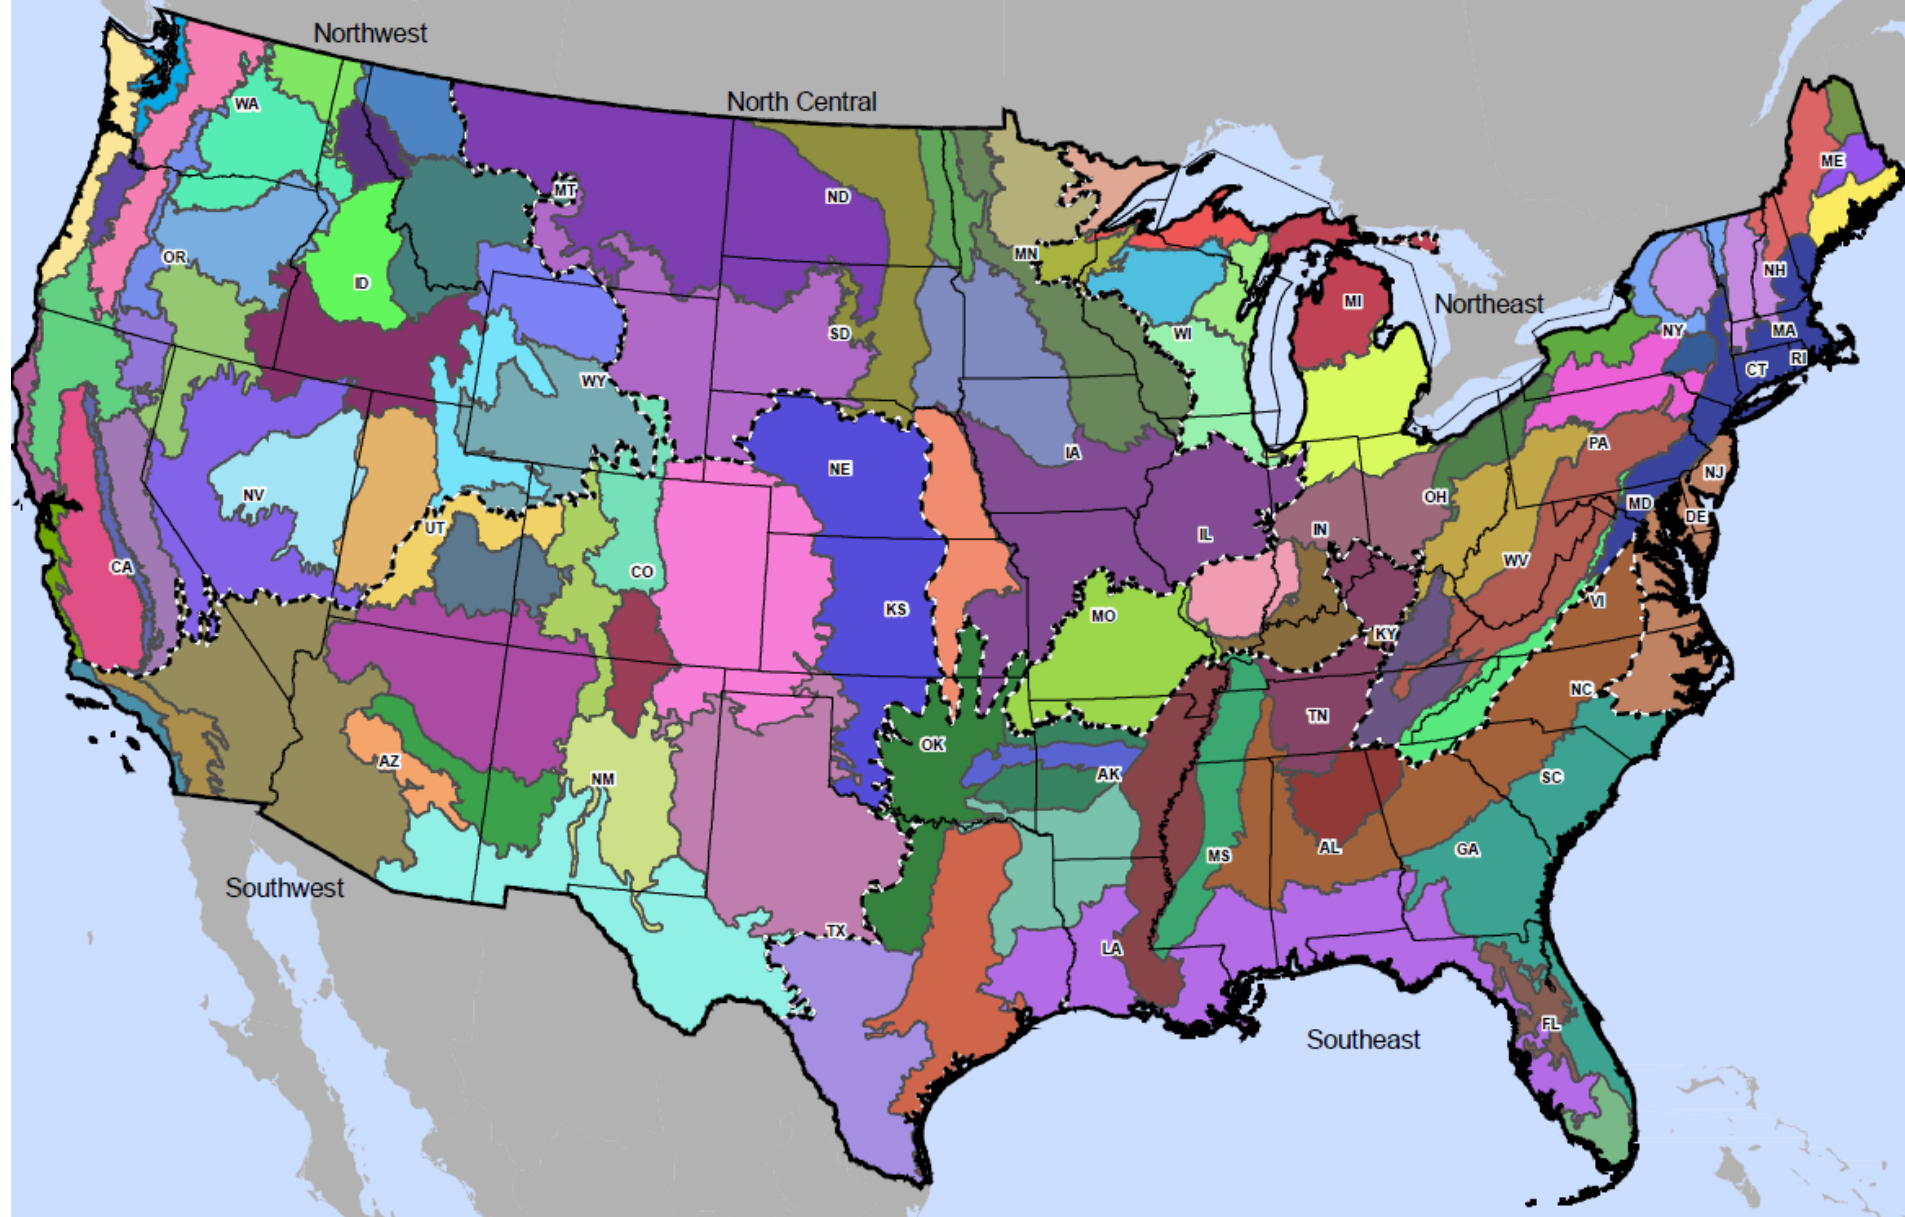 Northwest
North Central
WA
ME
MT
ND
MN
OR
NH
ID
MI
Northeast
NY
MA
SD
WI
RI
CT
WY
PA
IA
NE
NJ
NV
OH
MD
DE
UT
IL
IN
CA
WV
CO
VI
KS
MO
KY
NC
TN
OK
AZ
AK
SC
NM
MS
AL
GA
Southwest
TX
LA
FL
Southeast